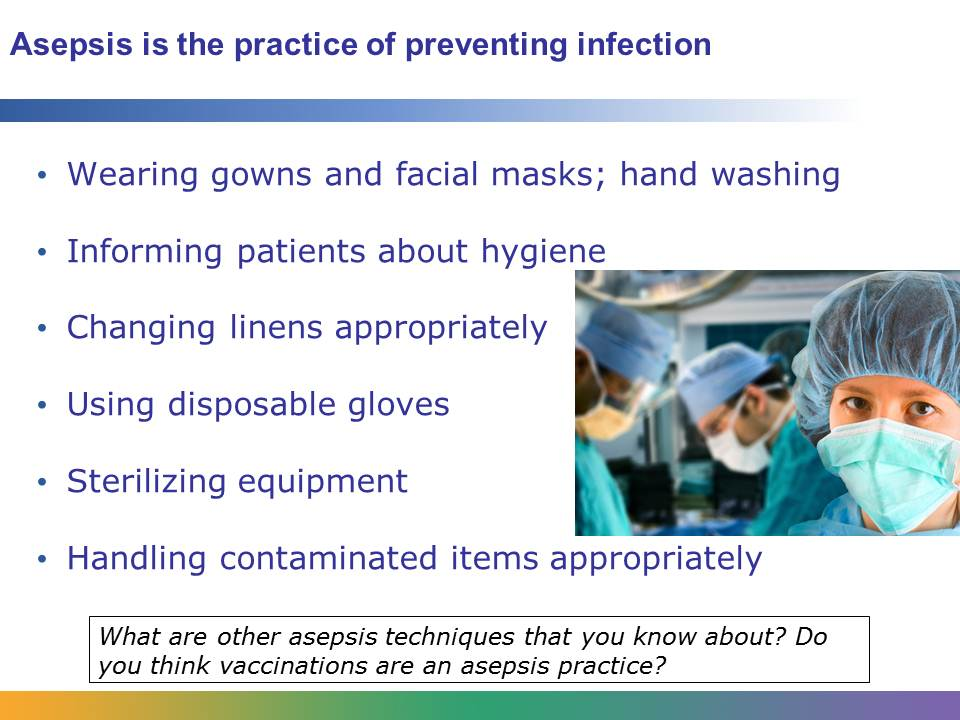 Asepsis is the practice of preventing infection
• Wearing gowns and facial masks; hand washing
• Informing patients about hygiene
• Changing linens appropriately
• Using disposable gloves
• Sterilizing equipment
• Handling contaminated items appropriately
What are other asepsis techniques that you know about? Do
you think vaccinations are an asepsis practice?